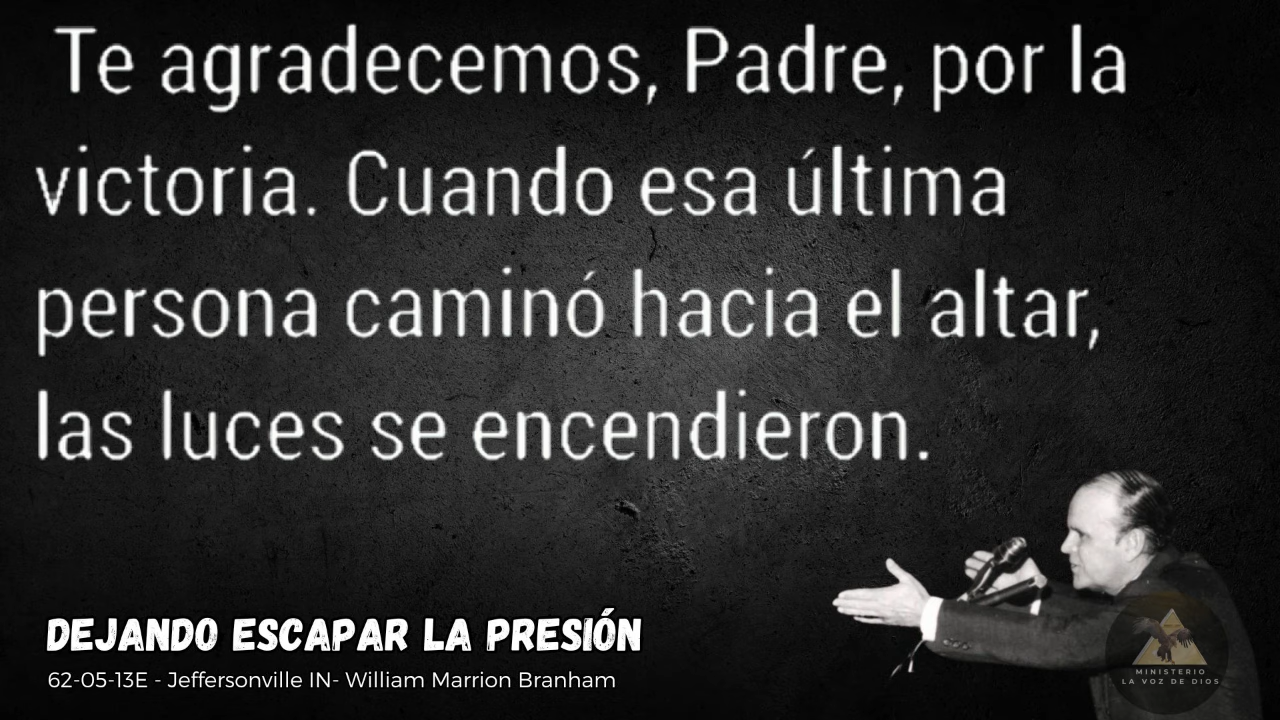 Te agradecemos, Padre, por la
victoria. Cuando esa última
persona caminó hacia el altar,
las luces se encendieron.
DEJANDO ESCAPAR LA PRESIÓN
62-05-13E - Jeffersonville IN- William Marrion Branham
MINISTERIO
LA VOZ DE DIOS